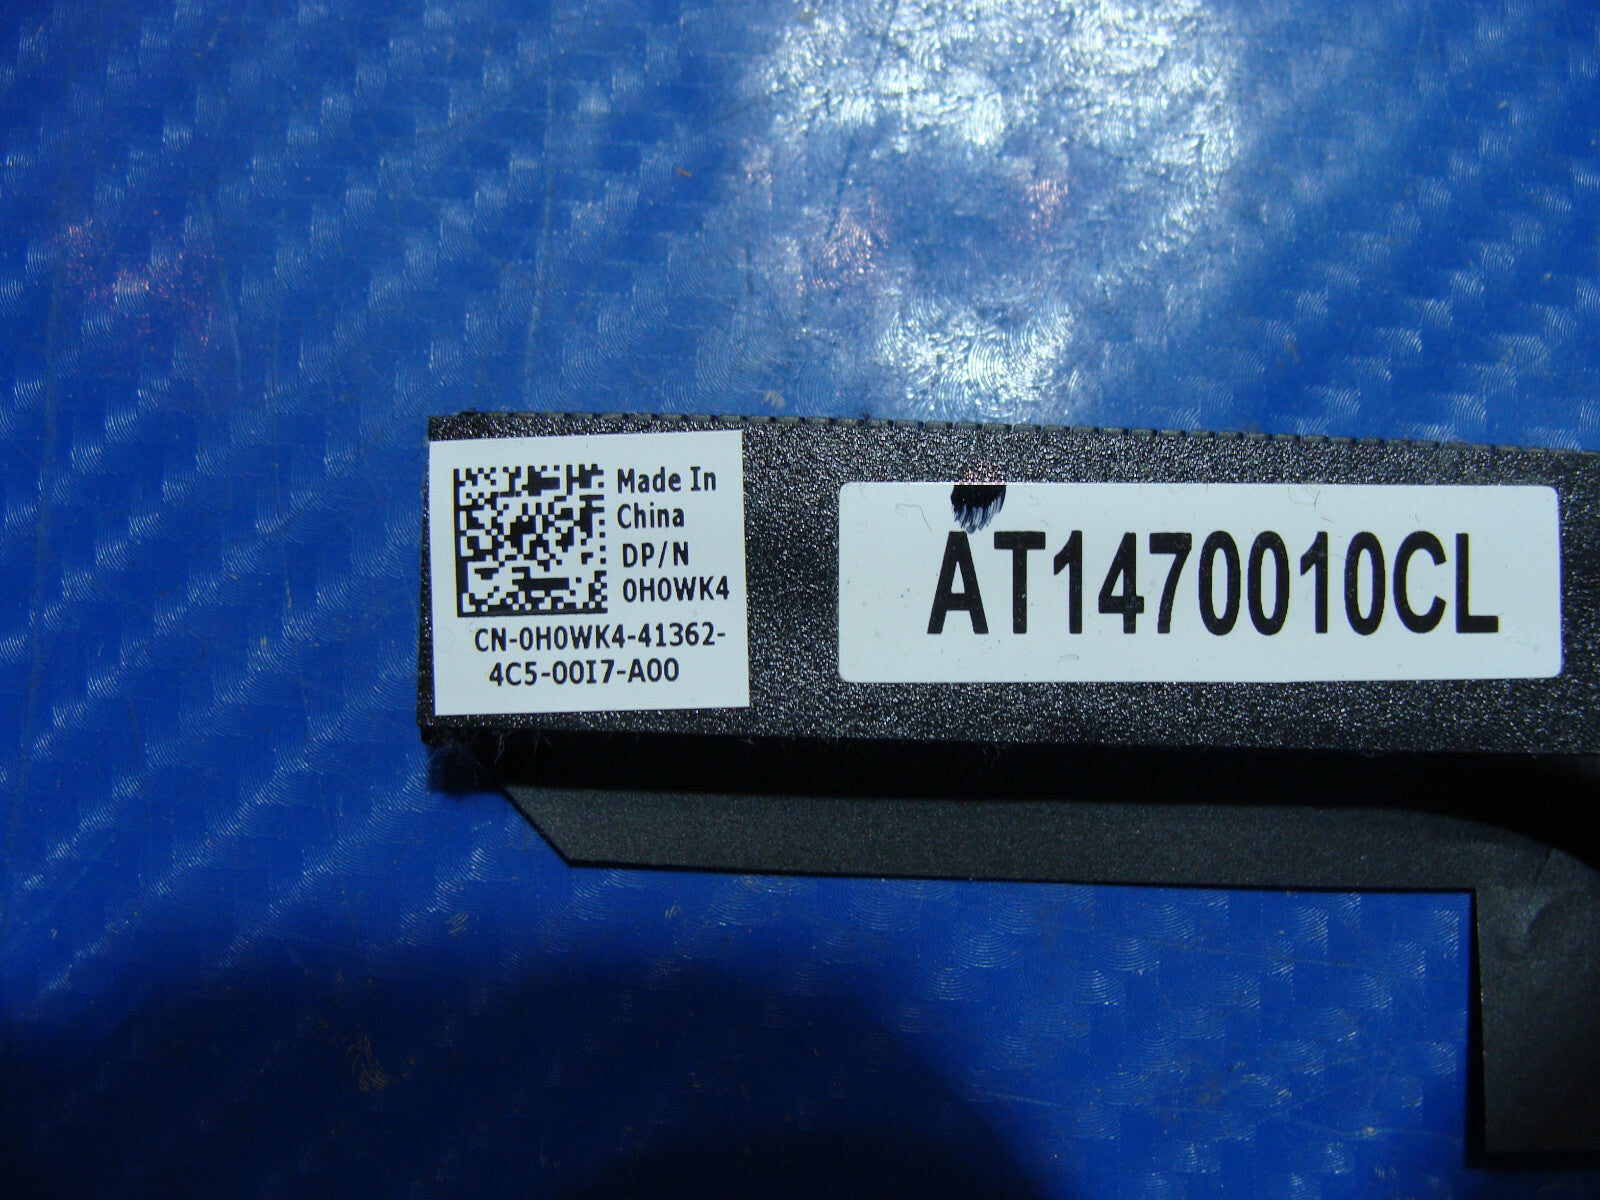 Made In
China
DP/N
0H0WK4
CN-0H0WK4-41362-
4C5-00I7-A00
AT1470010CL